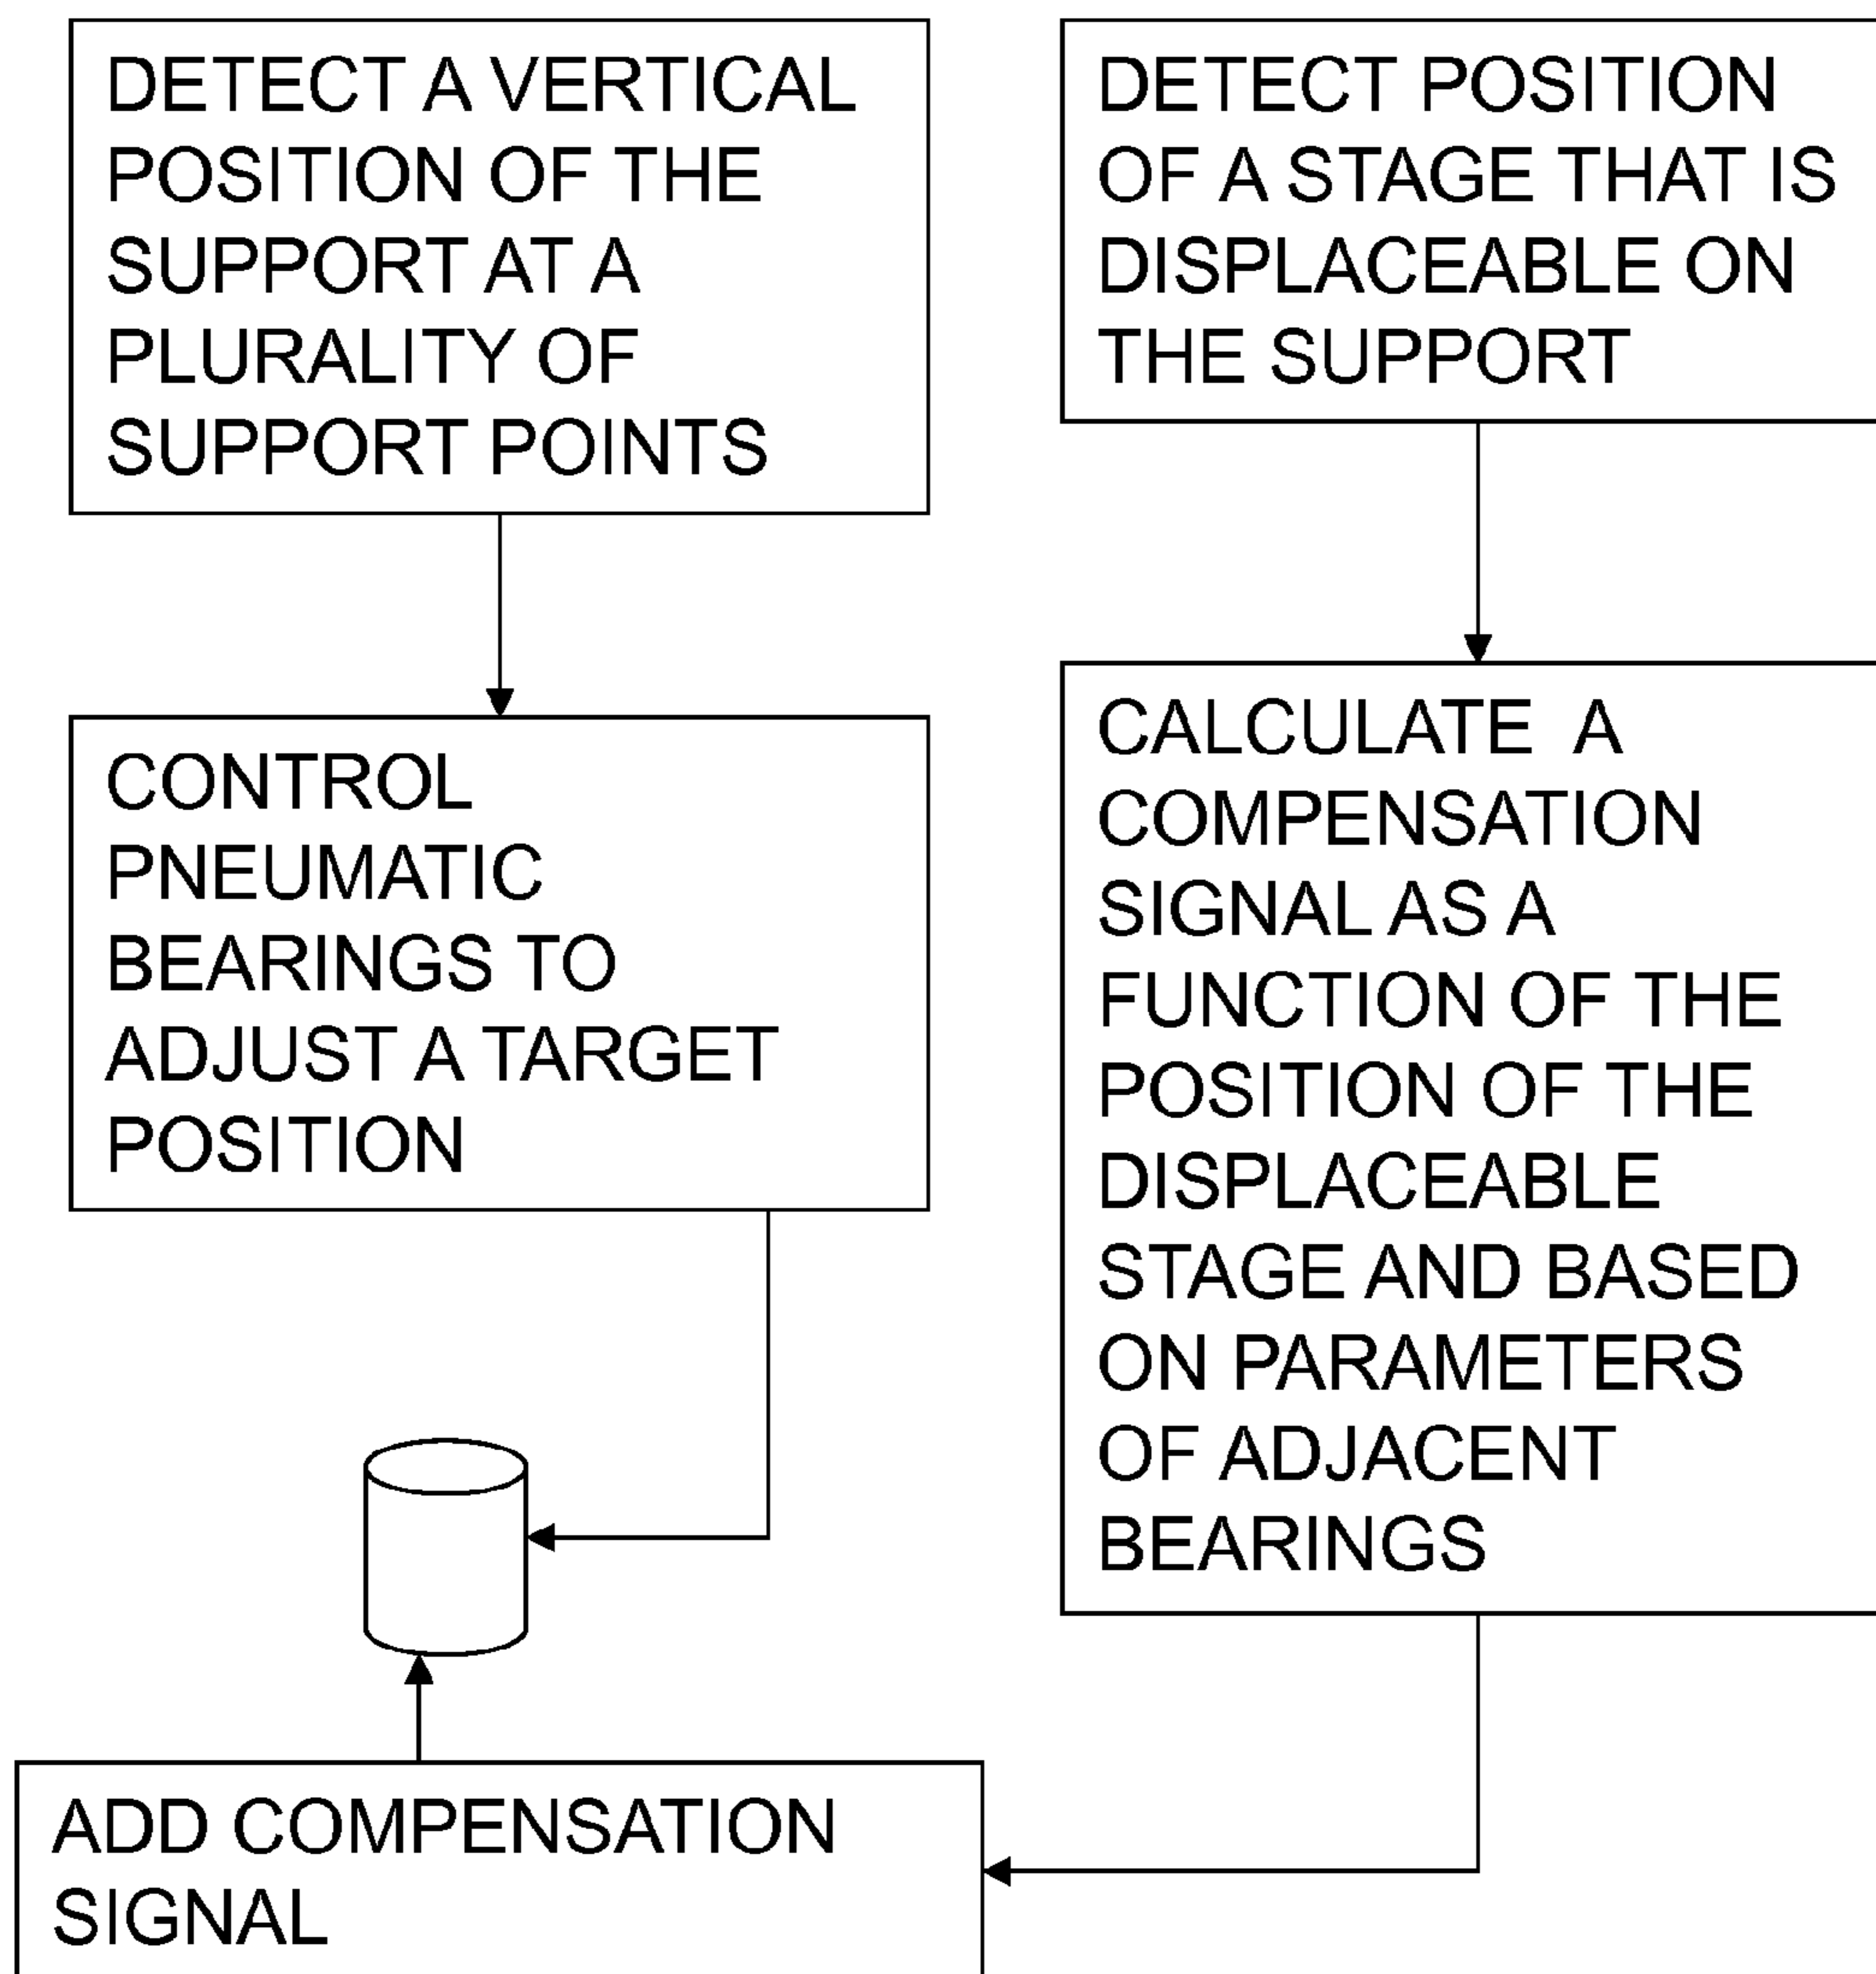 DETECT A VERTICAL
POSITION OF THE
SUPPORT AT A
PLURALITY OF
SUPPORT POINTS
CONTROL
PNEUMATIC
BEARINGS TO
ADJUST A TARGET
POSITION
DETECT POSITION
OF A STAGE THAT IS
DISPLACEABLE ON
THE SUPPORT
CALCULATE A
COMPENSATION
SIGNAL AS A
FUNCTION OF THE
POSITION OF THE
DISPLACEABLE
STAGE AND BASED
ON PARAMETERS
OF ADJACENT
BEARINGS
ADD COMPENSATION
SIGNAL